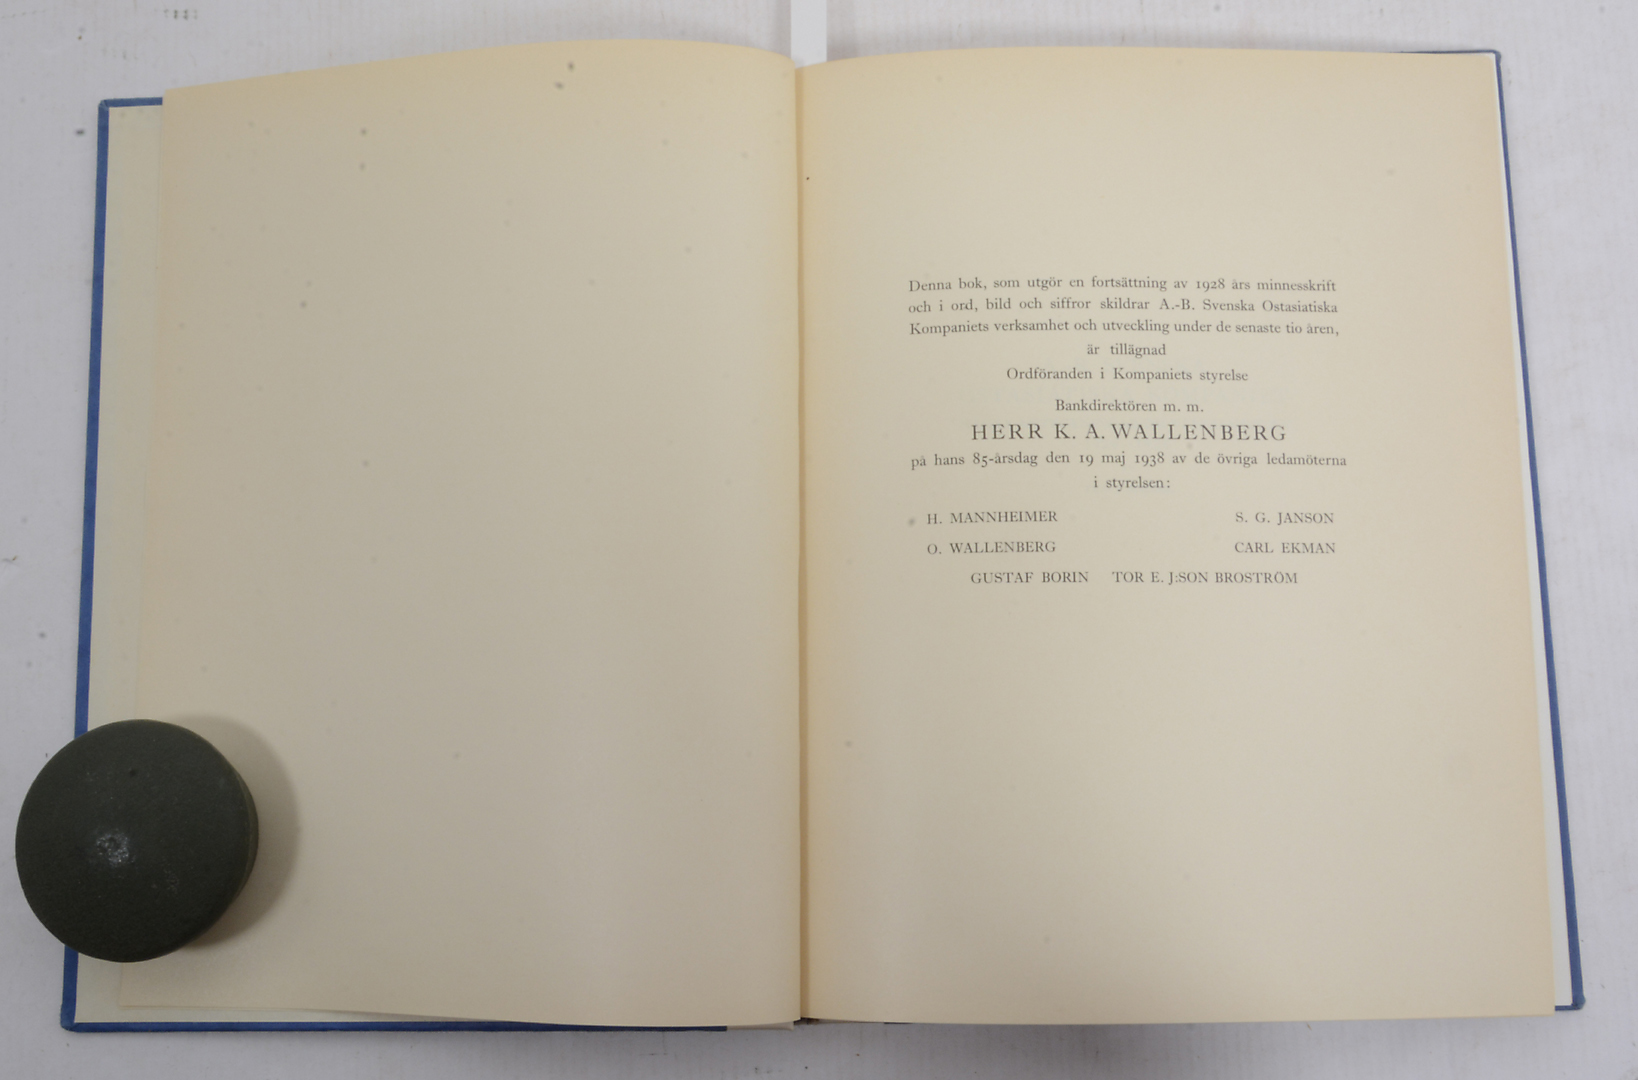 Denna bok, som utgör en fortsättning av 1928 års minnesskrift
och i ord, bild och siffror skildrar A.-B. Svenska Ostasiatiska
Kompaniets verksamhet och utveckling under de senaste tio åren,
är tillägnad
Ordföranden i Kompaniets styrelse
Bankdirektören m. m.
HERR K. A. WALLENBERG
på hans 85-årsdag den 19 maj 1938 av de övriga ledamöterna
i styrelsen:
H. MANNHEIMER S. G. JANSON
O. WALLENBERG CARL EKMAN
GUSTAF BORIN TOR E. J:SON BROSTRÖM